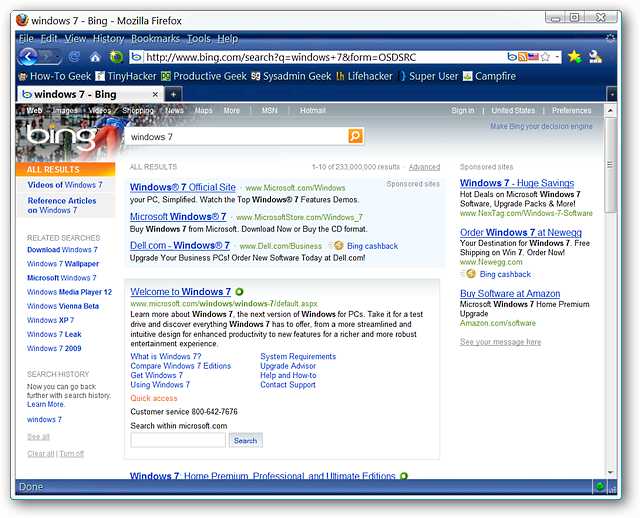 windows 7 - Bing - Mozilla Firefox
File Edit View History Bookmarks Tools Help
http://www.bing.com/search?q=windows+7&form=OSDSRC
How-To Geek TinyHacker Productive Geek Sysadmin Geek Lifehacker Super User Campfire
windows 7 - Bing
Web Images Videos Shopping News Maps More | MSN | Hotmail
Sign in | United States | Preferences
Make Bing your decision engine
bing
windows 7
ALL RESULTS
Videos of Windows 7
Reference Articles
on Windows 7
RELATED SEARCHES
Download Windows 7
Windows 7 Wallpaper
Microsoft Windows 7
Windows Media Player 12
Windows Vienna Beta
Windows XP 7
Windows 7 Leak
Windows 7 2009
SEARCH HISTORY
Now you can go back
further with search history.
Learn More.
windows 7
See all
Clear all | Turn off
ALL RESULTS
1-10 of 233,000,000 results · Advanced
Windows® 7 Official Site · www.Microsoft.com/Windows
Sponsored sites
your PC, Simplified. Watch the Top Windows® 7 Features Demos.
Microsoft Windows® 7 · www.MicrosoftStore.com/Windows_7
Buy Windows 7 from Microsoft. Download Now or Buy the CD format.
Dell.com - Windows® 7 · www.Dell.com/Business Bing cashback
Upgrade Your Business PCs! Order New Software Today at Dell.com!
Welcome to Windows 7
www.microsoft.com/windows/windows-7/default.aspx
Learn more about Windows 7, the next version of Windows for PCs. Take it for a test
drive and discover everything Windows 7 has to offer, from a more streamlined and
intuitive design for enhanced productivity to new features for a richer and more robust
entertainment experience.
What is Windows 7? System Requirements
Compare Windows 7 Editions Upgrade Advisor
Get Windows 7 Help and How-to
Using Windows 7 Contact Support
Quick access
Customer service 800-642-7676
Search within microsoft.com
Search
Windows 7: Home Premium, Professional, and Ultimate Editions
Sponsored sites
Windows 7 - Huge Savings
Hot Deals on Microsoft Windows 7
Software, Upgrade Packs & More!
www.NexTag.com/Windows-7-Software
Order Windows 7 at Newegg
Your Destination for Windows 7. Free
Shipping on Win 7. Order Now!
www.Newegg.com
Bing cashback
Buy Software at Amazon
Microsoft Windows 7 Home Premium
Upgrade
Amazon.com/software
See your message here
Done